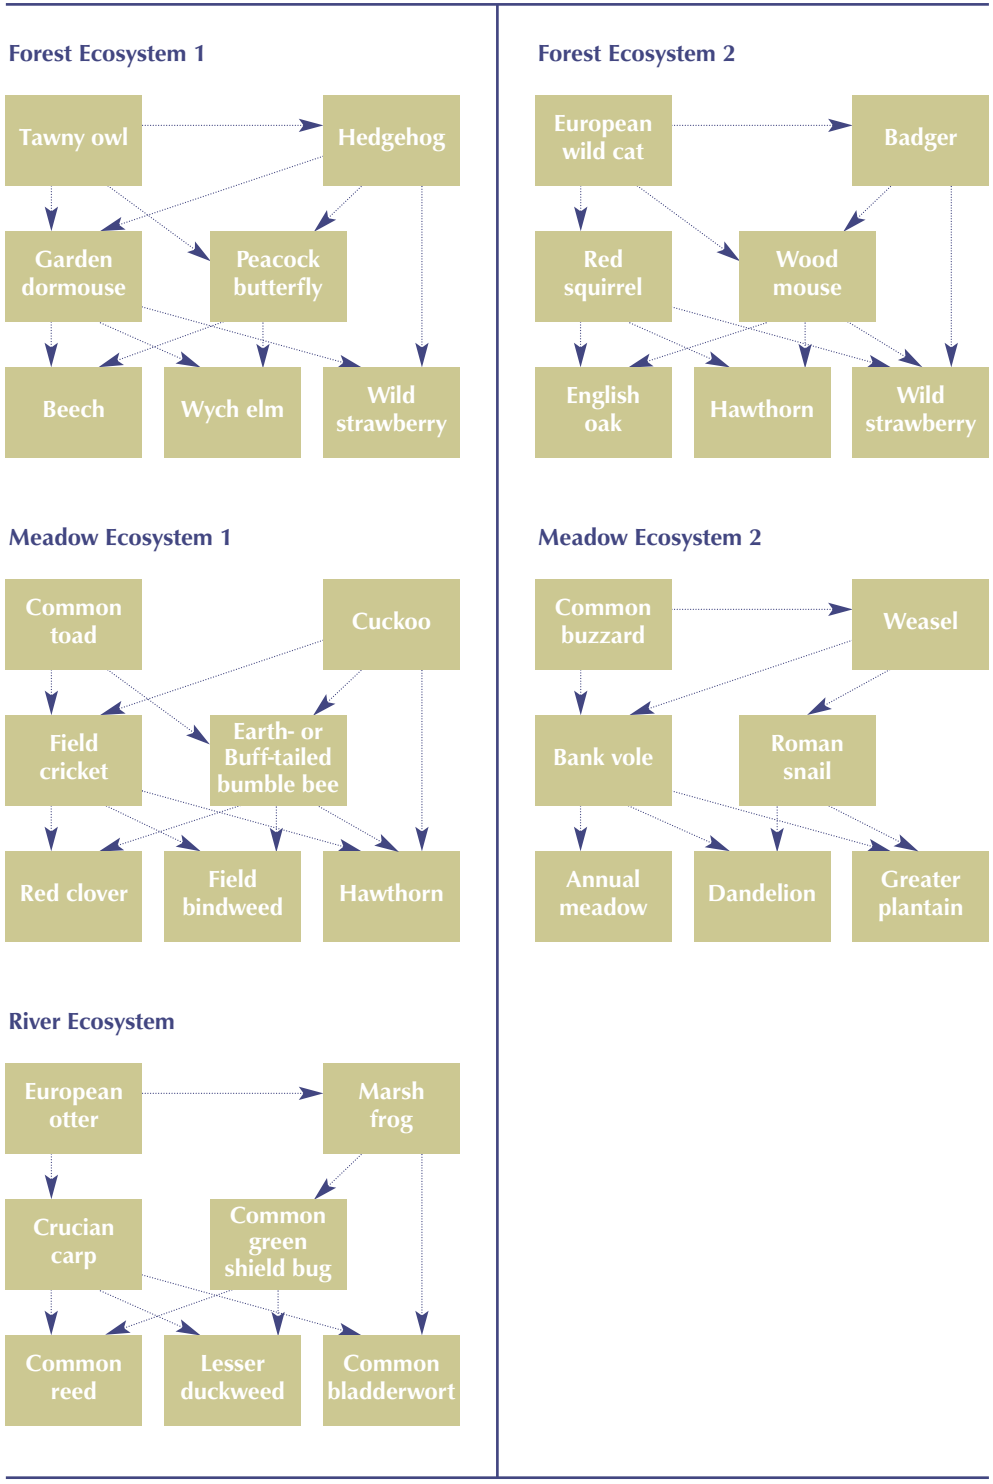 Forest Ecosystem 1
Tawny owl
Hedgehog
Garden
dormouse
Peacock
butterfly
Beech
Wych elm
Wild
strawberry
Forest Ecosystem 2
European
wild cat
Badger
Red
squirrel
Wood
mouse
English
oak
Hawthorn
Wild
strawberry
Meadow Ecosystem 1
Common
toad
Cuckoo
Field
cricket
Earth- or
Buff-tailed
bumble bee
Red clover
Field
bindweed
Hawthorn
Meadow Ecosystem 2
Common
buzzard
Weasel
Bank vole
Roman
snail
Annual
meadow
Dandelion
Greater
plantain
River Ecosystem
European
otter
Marsh
frog
Crucian
carp
Common
green
shield bug
Common
reed
Lesser
duckweed
Common
bladderwort